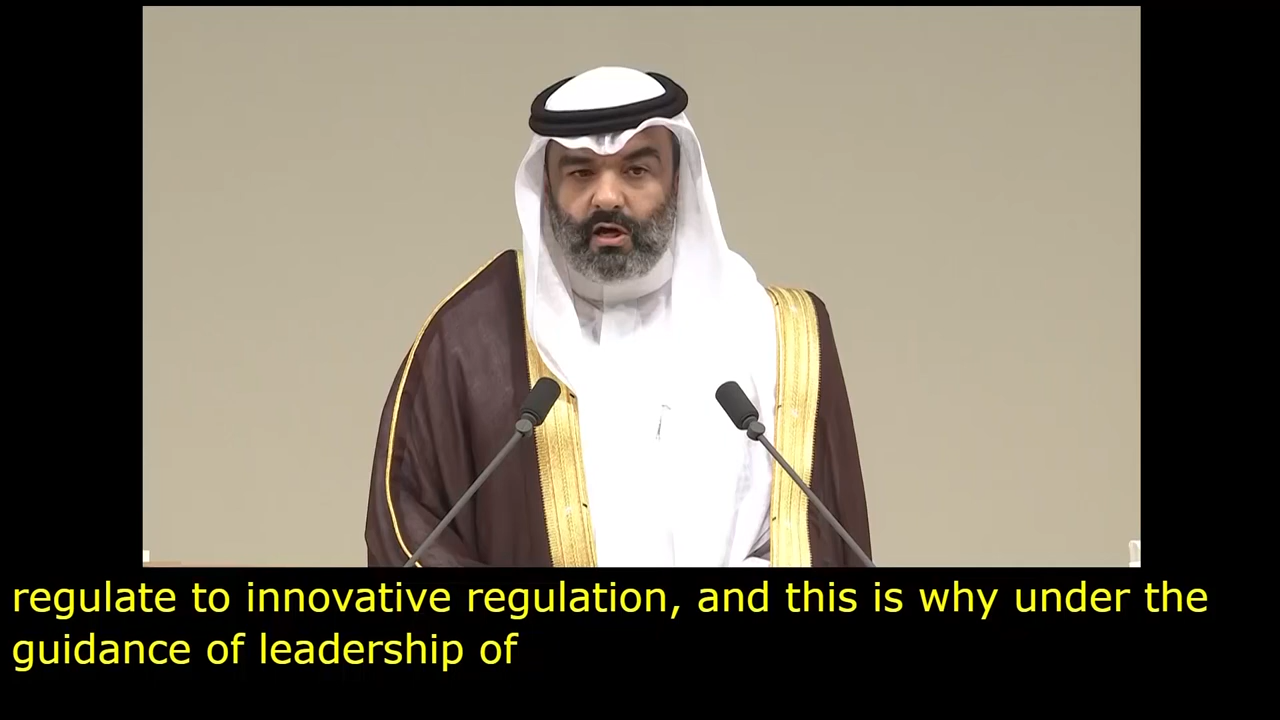 regulate to innovative regulation, and this is why under the
guidance of leadership of